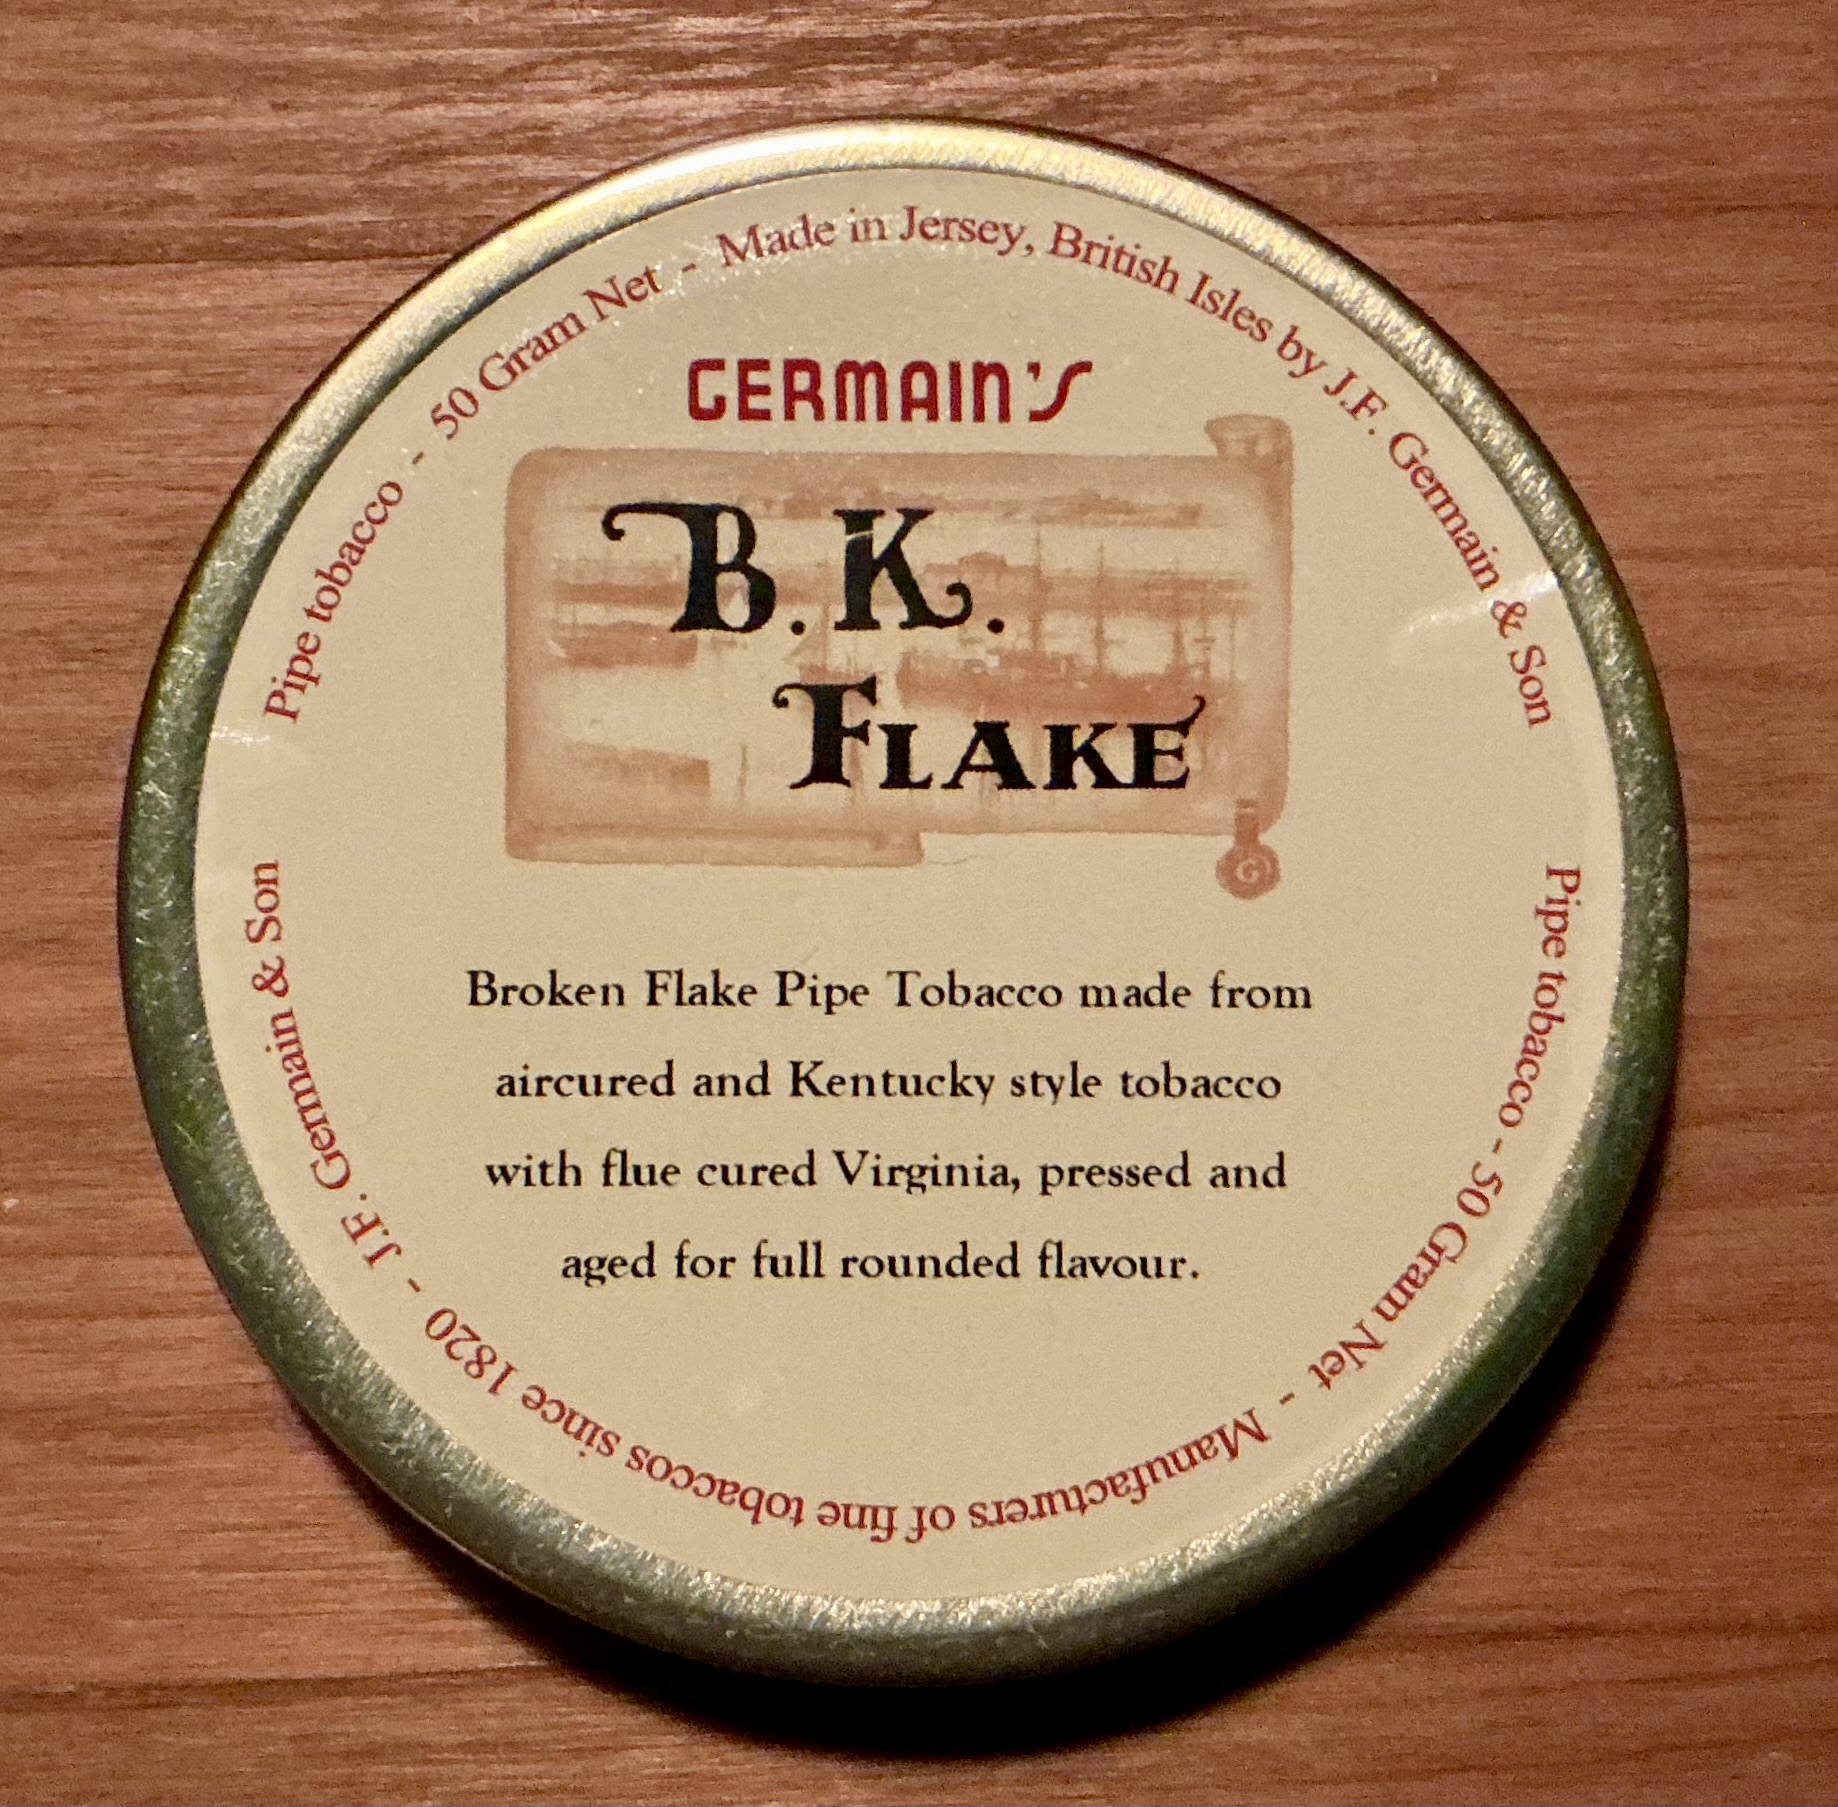 Pipe tobacco - 50 Gram Net - Made in Jersey, British Isles by J.F. Germain & Son
GERMAIN'S
B.K.
FLAKE
G
Broken Flake Pipe Tobacco made from
aircured and Kentucky style tobacco
with flue cured Virginia, pressed and
aged for full rounded flavour.
Pipe tobacco - 50 Gram Net - Manufacturers of fine tobaccos since 1820 - J.F. Germain & Son